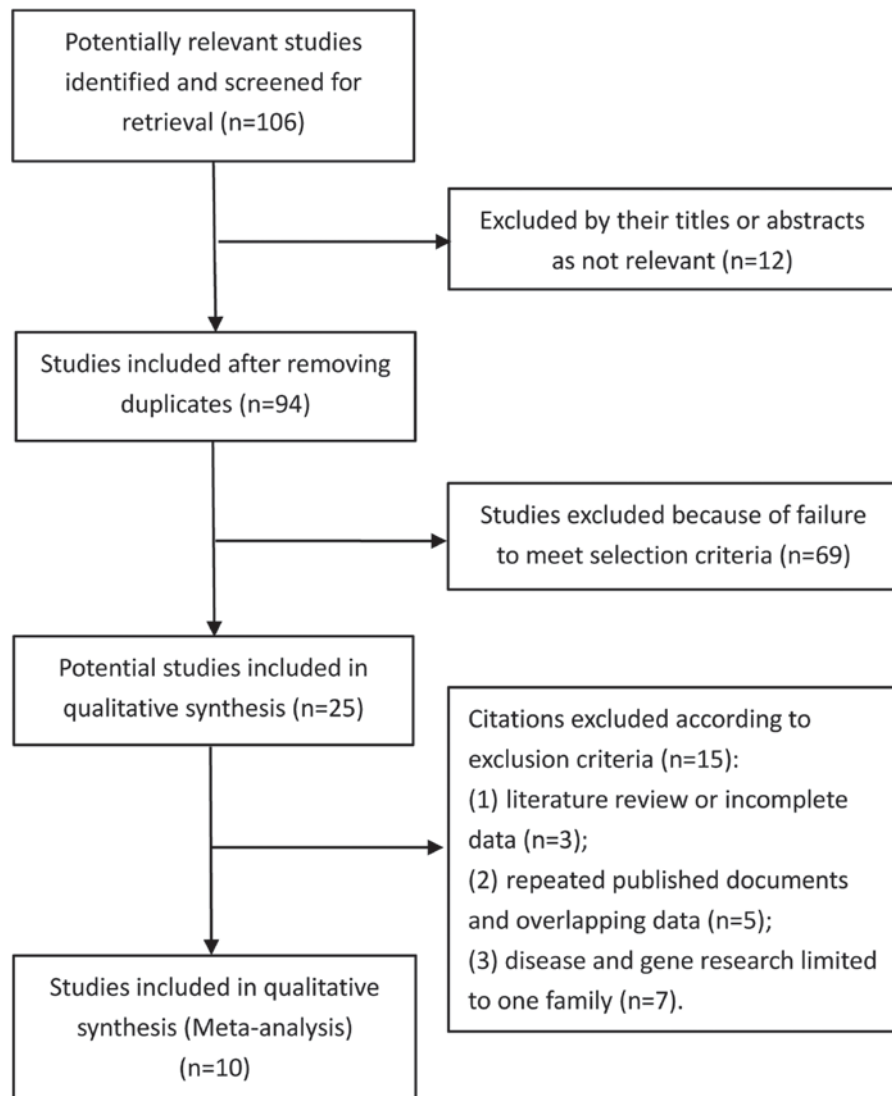 Potentially relevant studies
identified and screened for
retrieval (n=106)
Excluded by their titles or abstracts
as not relevant (n=12)
Studies included after removing
duplicates (n=94)
Studies excluded because of failure
to meet selection criteria (n=69)
Potential studies included in
qualitative synthesis (n=25)
Citations excluded according to
exclusion criteria (n=15):
(1) literature review or incomplete
data (n=3);
(2) repeated published documents
and overlapping data (n=5);
(3) disease and gene research limited
to one family (n=7).
Studies included in qualitative
synthesis (Meta-analysis)
(n=10)